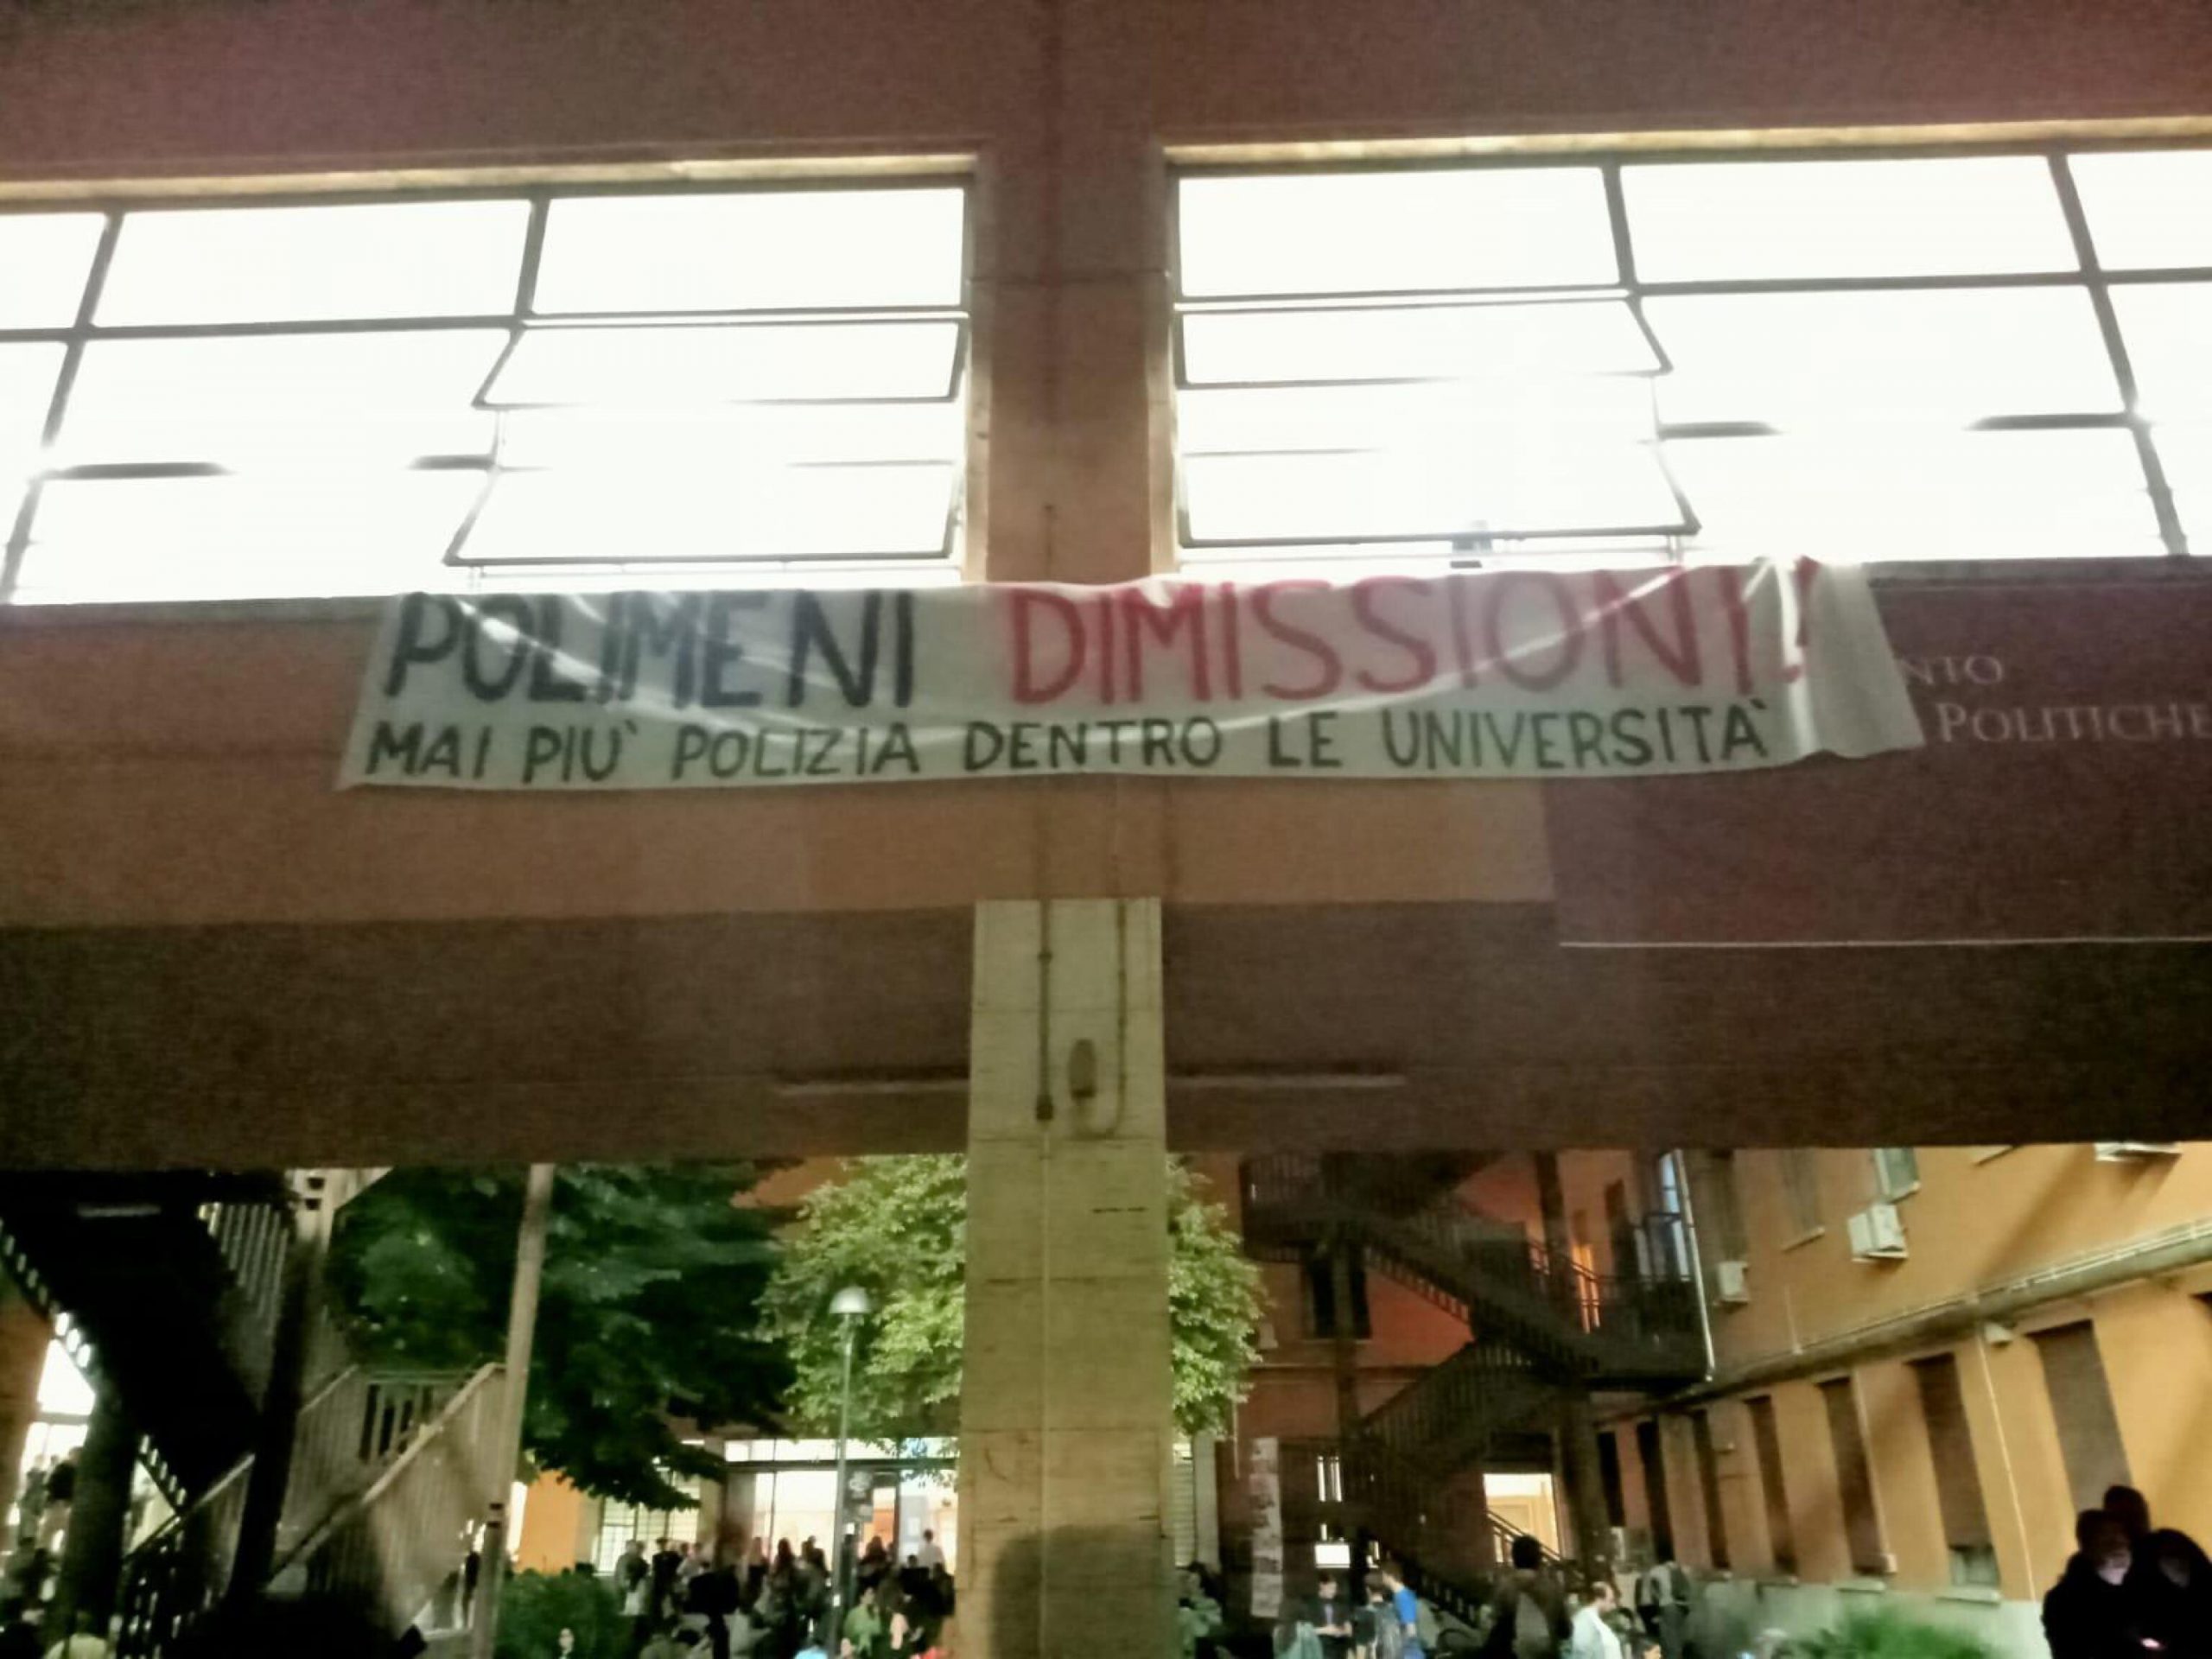 POLIMENI DIMISSIONI!
MAI PIU` POLIZIA DENTRO LE UNIVERSITA`
NTO
POLITICHE